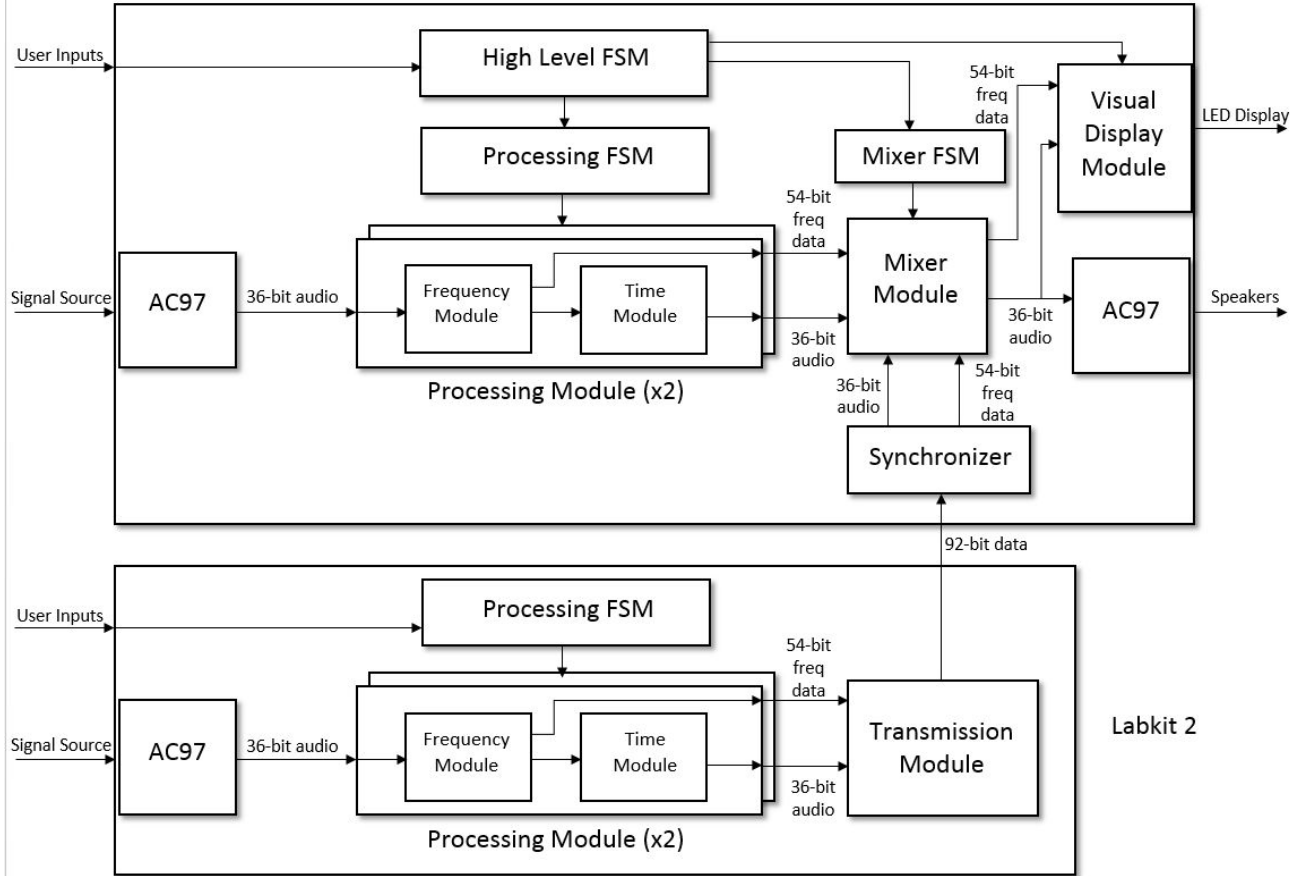 User Inputs
High Level FSM
54-bit
freq
data
Visual
Display
Module
LED Display
Processing FSM
Mixer FSM
54-bit
freq
data
Signal Source
AC97
36-bit audio
Frequency
Module
Time
Module
Mixer
Module
36-bit
audio
36-bit
audio
AC97
Speakers
Processing Module (x2)
36-bit
audio
54-bit
freq
data
Synchronizer
92-bit data
User Inputs
Processing FSM
54-bit
freq
data
Signal Source
AC97
36-bit audio
Frequency
Module
Time
Module
36-bit
audio
Transmission
Module
Labkit 2
Processing Module (x2)